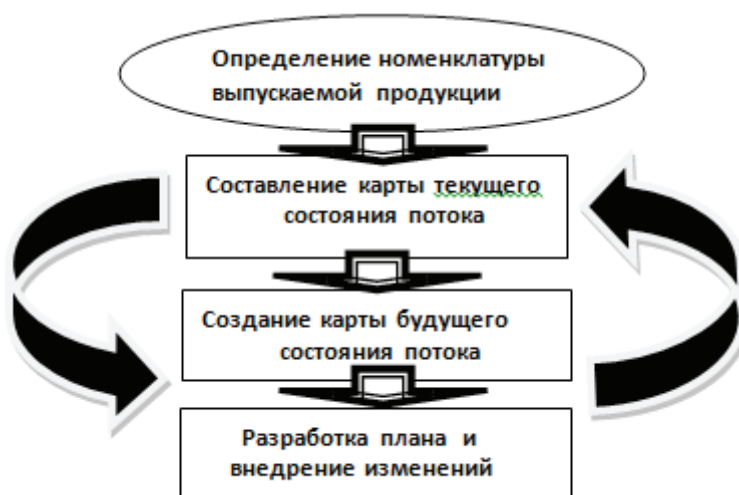 Определение номенклатуры
выпускаемой продукции
Составление карты текущего
состояния потока
Создание карты будущего
состояния потока
Разработка плана и
внедрение изменений